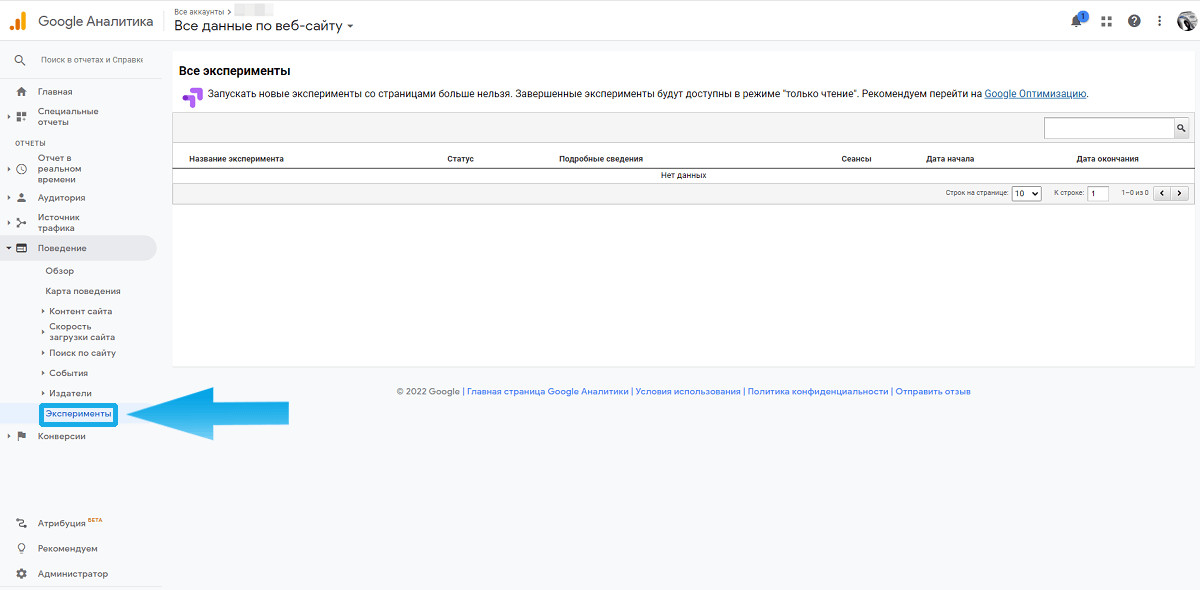 Google Аналитика
Все аккаунты >
Все данные по веб-сайту
1
Поиск в отчетах и Справке
Главная
Специальные
отчеты
ОТЧЕТЫ
Отчет в
реальном
времени
Аудитория
Источник
трафика
Поведение
Обзор
Карта поведения
Контент сайта
Скорость
загрузки сайта
Поиск по сайту
События
Издатели
Эксперименты
Конверсии
Атрибуция БЕТА
Рекомендуем
Администратор
Все эксперименты
Запускать новые эксперименты со страницами больше нельзя. Завершенные эксперименты будут доступны в режиме "только чтение". Рекомендуем перейти на Google Оптимизацию.
Название эксперимента Статус Подробные сведения Сеансы Дата начала Дата окончания
Нет данных
Строк на странице: 10 К строке: 1 1–0 из 0
© 2022 Google | Главная страница Google Аналитики | Условия использования | Политика конфиденциальности | Отправить отзыв